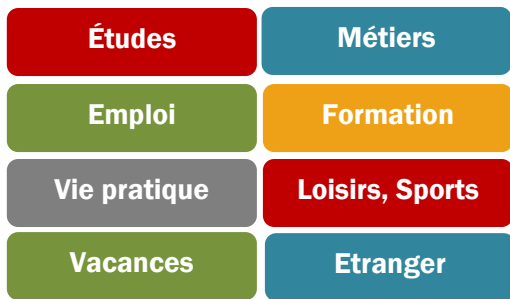 Études
Métiers
Emploi
Formation
Vie pratique
Loisirs, Sports
Vacances
Etranger